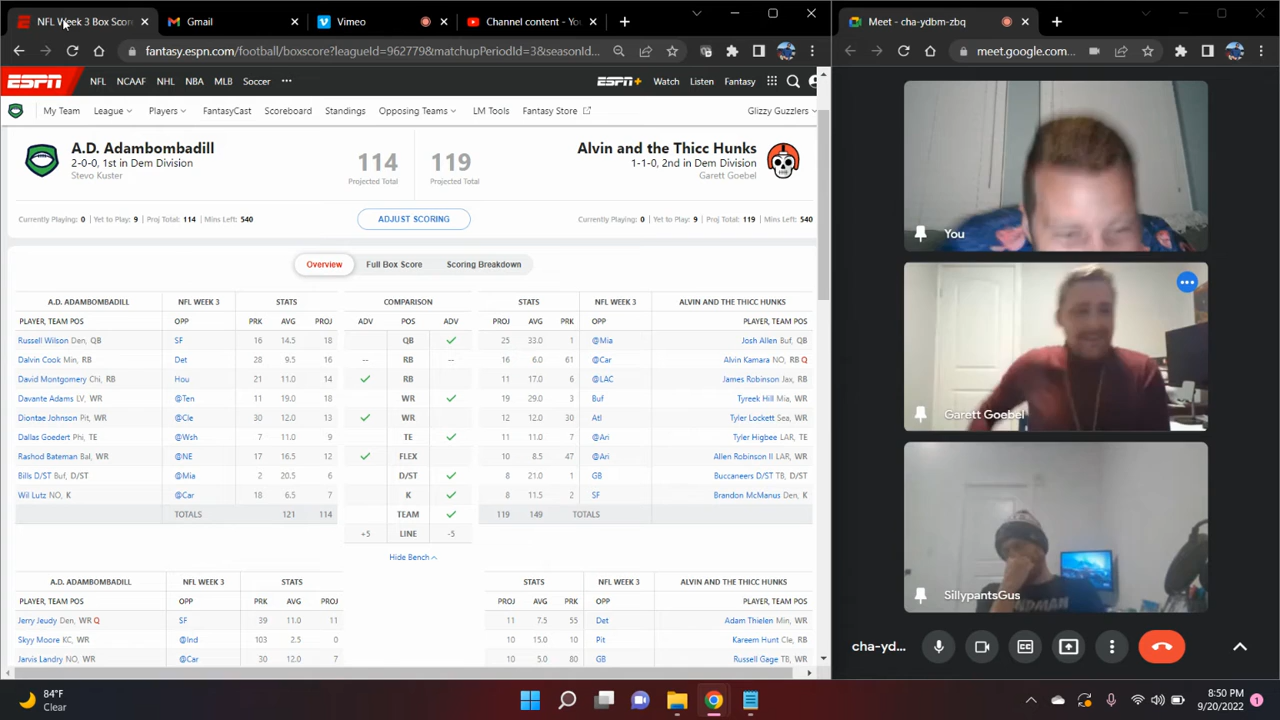 NFL Week 3 Box Scor
Gmail
Vimeo
Channel content - Yo
Meet - cha-ydbm-zbq
fantasy.espn.com/football/boxscore?leagueId=962779&matchupPeriodId=3&seasonI
meet.google.com...
ESPN NFL NCAAF NHL NBA MLB Soccer ••• ESPN+ Watch Listen Fantasy
My Team League Players FantasyCast Scoreboard Standings Opposing Teams LM Tools Fantasy Store Glizzy Guzzlers
A.D. Adambombadill
2-0-0, 1st in Dem Division
Stevo Kuster
114
Projected Total
119
Projected Total
Alvin and the Thicc Hunks
1-1-0, 2nd in Dem Division
Garett Goebel
Currently Playing: 0 Yet to Play: 9 Proj Total: 114 Mins Left: 540
ADJUST SCORING
Currently Playing: 0 Yet to Play: 9 Proj Total: 119 Mins Left: 540
Overview Full Box Score Scoring Breakdown
A.D. ADAMBOMBADILL NFL WEEK 3 STATS COMPARISON STATS NFL WEEK 3 ALVIN AND THE THICC HUNKS
PLAYER, TEAM POS OPP PRK AVG PROJ ADV POS ADV PROJ AVG PRK OPP PLAYER, TEAM POS
Russell Wilson Den, QB SF 16 14.5 18 QB 25 33.0 1 @Mia Josh Allen Buf, QB
Dalvin Cook Min, RB Det 28 9.5 16 -- RB -- 16 6.0 61 @Car Alvin Kamara NO, RB Q
David Montgomery Chi, RB Hou 21 11.0 14 RB 11 17.0 6 @LAC James Robinson Jax, RB
Davante Adams LV, WR @Ten 11 19.0 18 WR 19 29.0 3 Buf Tyreek Hill Mia, WR
Diontae Johnson Pit, WR @Cle 30 12.0 13 WR 12 12.0 30 Atl Tyler Lockett Sea, WR
Dallas Goedert Phi, TE @Wsh 7 11.0 9 TE 11 11.0 7 @Ari Tyler Higbee LAR, TE
Rashod Bateman Bal, WR @NE 17 16.5 12 FLEX 10 8.5 47 @Ari Allen Robinson II LAR, WR
Bills D/ST Buf, D/ST @Mia 2 20.5 6 D/ST 8 21.0 1 GB Buccaneers D/ST TB, D/ST
Wil Lutz NO, K @Car 18 6.5 7 K 8 11.5 2 SF Brandon McManus Den, K
TOTALS 121 114 TEAM 119 149 TOTALS
+5 LINE -5
Hide Bench
A.D. ADAMBOMBADILL NFL WEEK 3 STATS STATS NFL WEEK 3 ALVIN AND THE THICC HUNKS
PLAYER, TEAM POS OPP PRK AVG PROJ PROJ AVG PRK OPP PLAYER, TEAM POS
Jerry Jeudy Den, WR Q SF 39 11.0 11 11 7.5 55 Det Adam Thielen Min, WR
Skyy Moore KC, WR @Ind 103 2.5 0 10 15.0 10 Pit Kareem Hunt Cle, RB
Jarvis Landry NO, WR @Car 30 12.0 7 10 5.0 80 GB Russell Gage TB, WR
You
Garett Goebel
SillypantsGus
cha-yd...
84°F
Clear
8:50 PM
9/20/2022
1